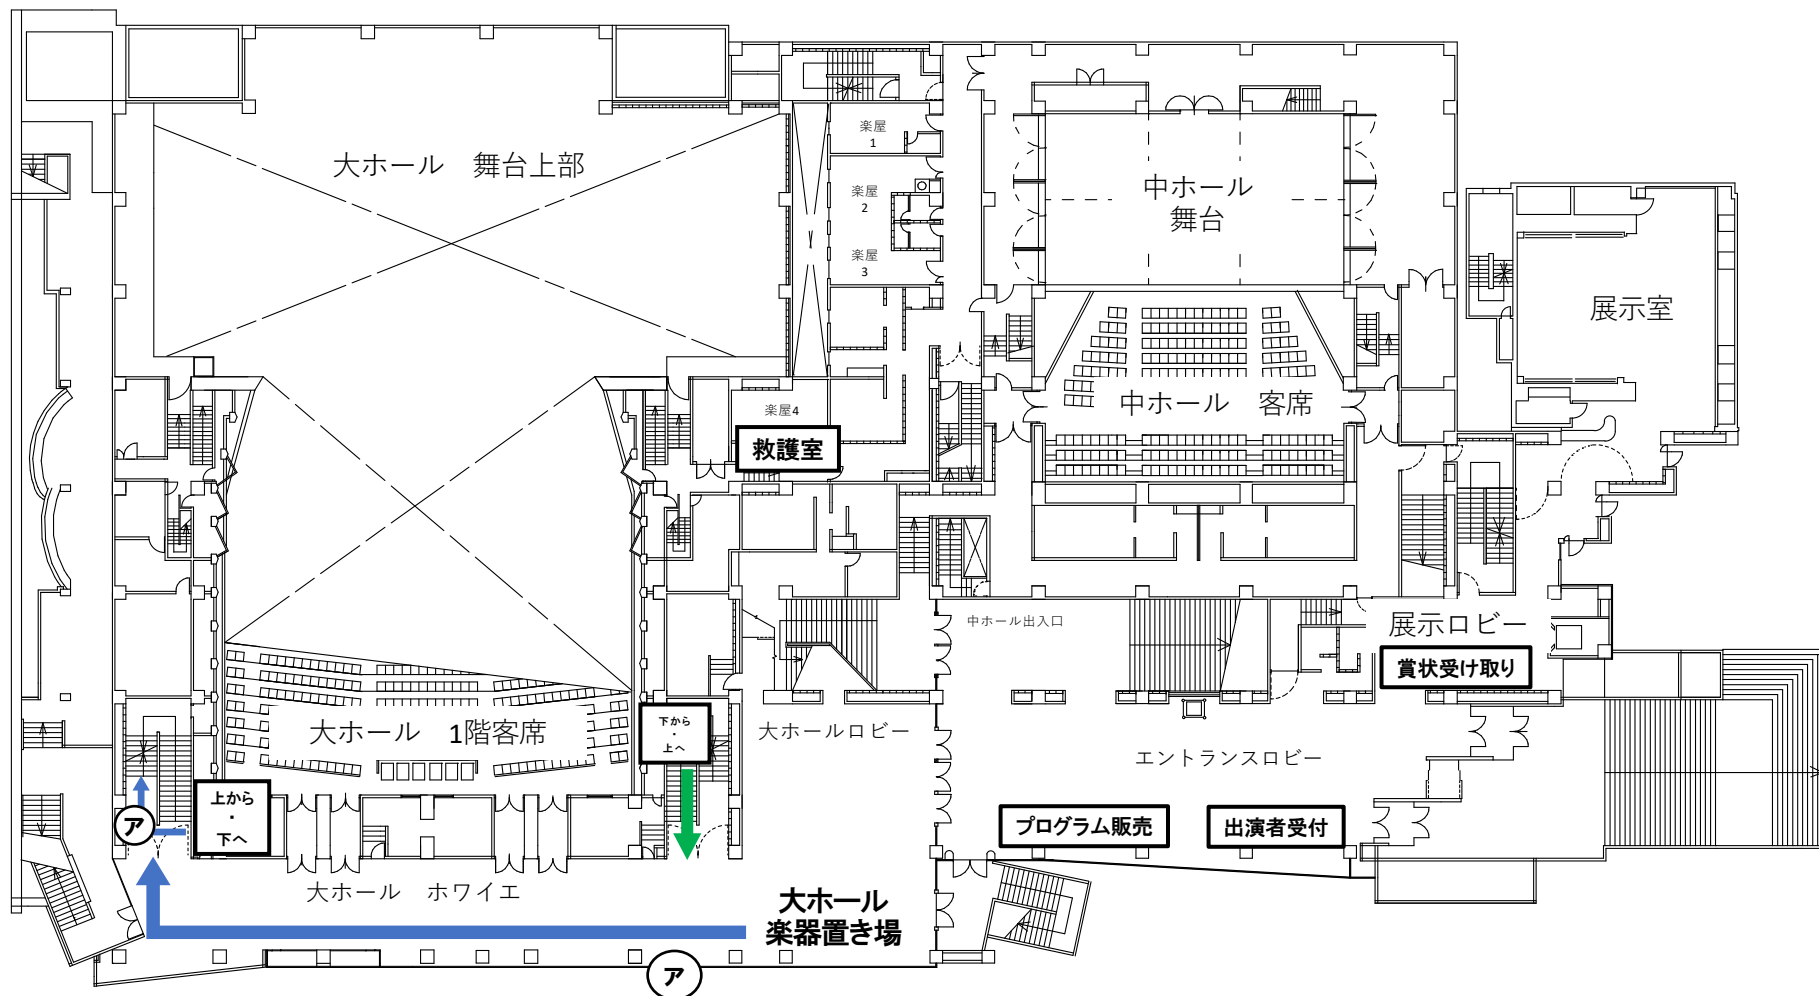 大ホール　舞台上部
楽屋
1
楽屋
2
楽屋
3
中ホール
舞台
展示室
楽屋4
救護室
中ホール　客席
中ホール出入口
展示ロビー
賞状受け取り
大ホール　1階客席
下から
・
上へ
大ホールロビー
エントランスロビー
上から
・
下へ
ア
プログラム販売
出演者受付
大ホール　ホワイエ
大ホール
楽器置き場
ア